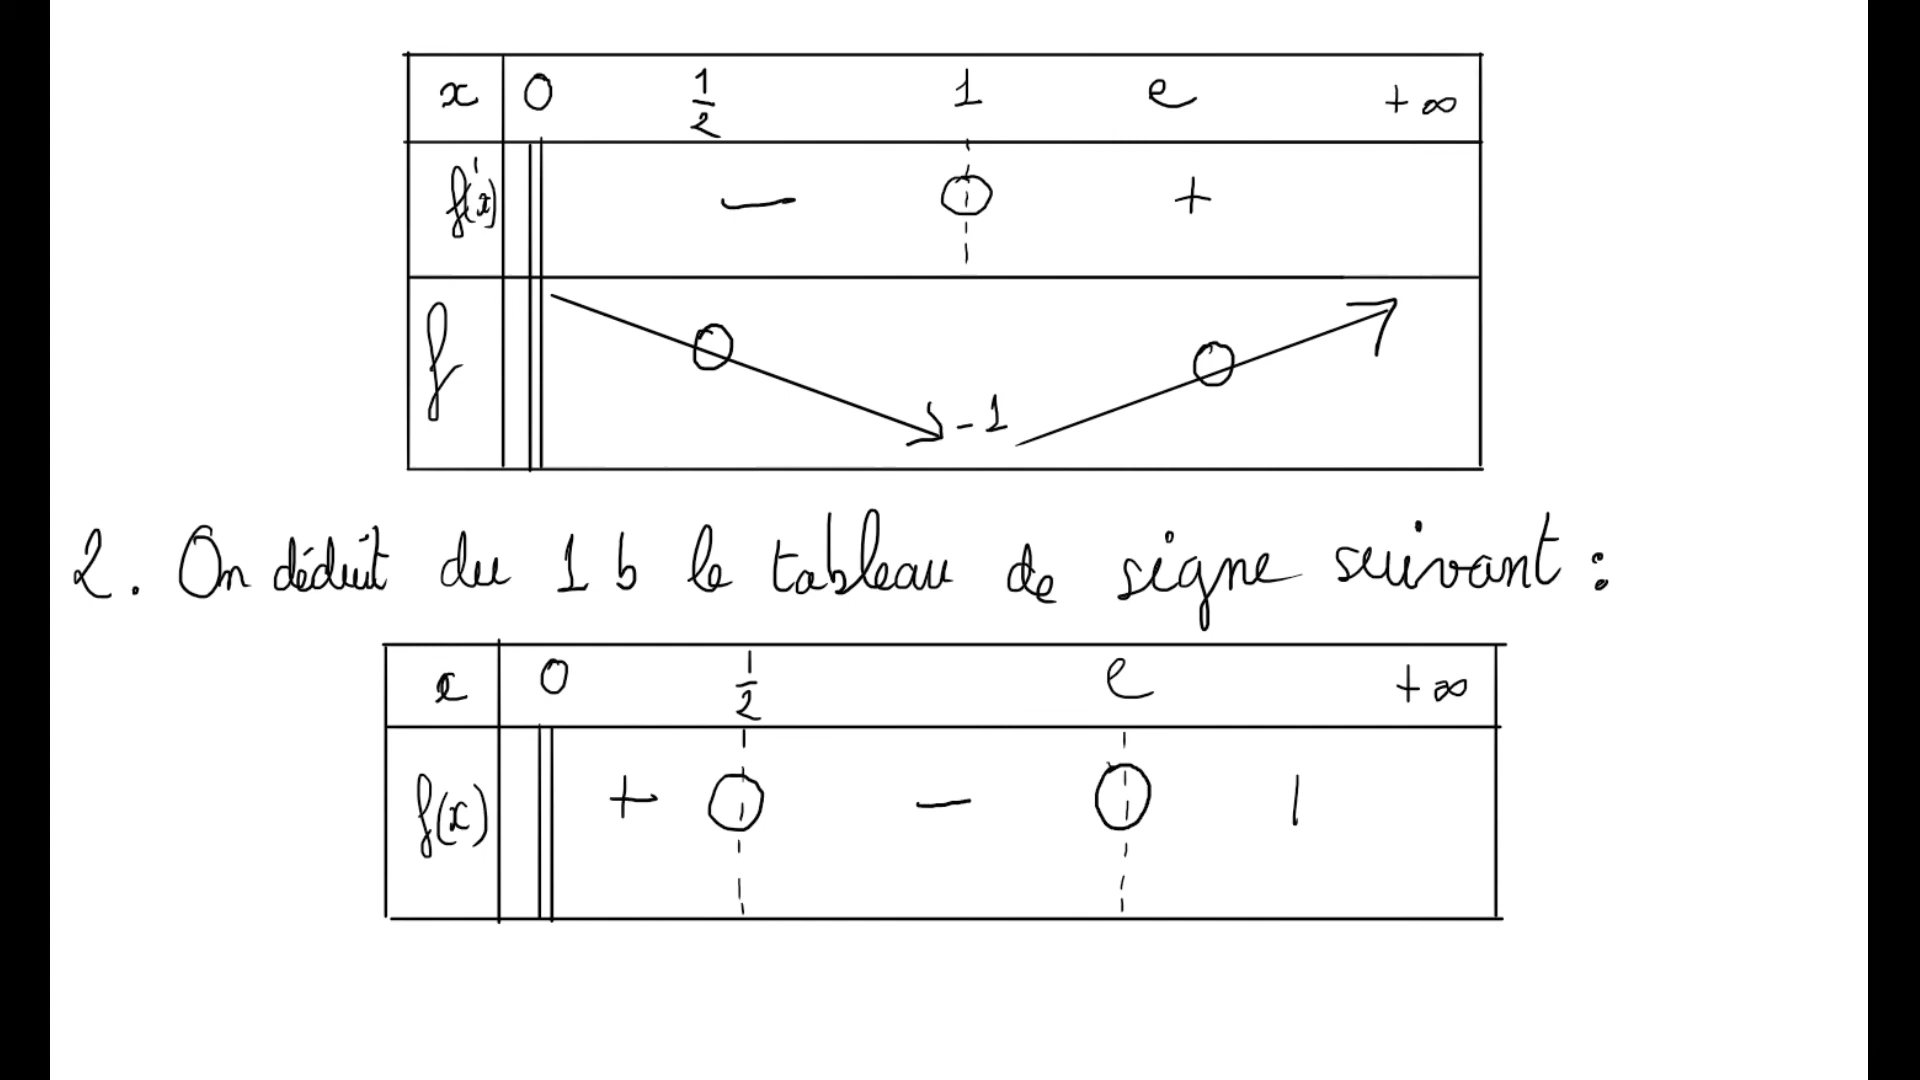 x 0 1/2 1 e +∞
f'(x) − 0 +
f 0 -1 0
2. On déduit du 1 b le tableau de signe suivant :
x 0 1/2 e +∞
f(x) + 0 − 0 |